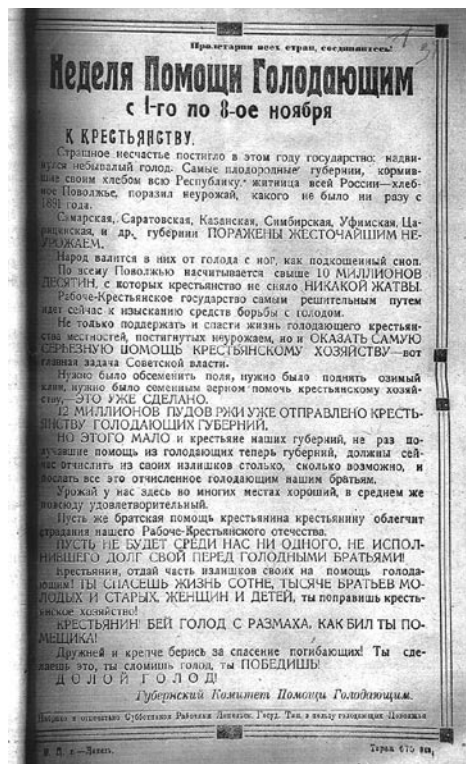 Пролетарии всех стран, соединяйтесь!
Неделя Помощи Голодающим
с 1-го по 8-ое ноября
К КРЕСТЬЯНСТВУ.
Страшное несчастье постигло в этом году государство: надви-
нулся небывалый голод. Самые плодородные губернии, кормив-
шие своим хлебом всю Республику, житница всей России—хлеб-
ное Поволжье, поразил неурожай, какого не было ни разу с
1891 года.
Самарская, Саратовская, Казанская, Симбирская, Уфимская, Ца-
рицынская, и др. губернии ПОРАЖЕНЫ ЖЕСТОЧАЙШИМ НЕ-
УРОЖАЕМ.
Народ валится в них от голода с ног, как подкошенный сноп.
По всему Поволжью насчитывается свыше 10 МИЛЛИОНОВ
ДЕСЯТИН, с которых крестьянство не сняло НИКАКОЙ ЖАТВЫ.
Рабоче-Крестьянское государство самым решительным путем
идет сейчас к изысканию средств борьбы с голодом.
Не только поддержать и спасти жизнь голодающего крестьян-
ства местностей, постигнутых неурожаем, но и ОКАЗАТЬ САМУЮ
СЕРЬЕЗНУЮ ПОМОЩЬ КРЕСТЬЯНСКОМУ ХОЗЯЙСТВУ—вот
главная задача Советской власти.
Нужно было обсеменить поля, нужно было поднять озимый
клин, нужно было семенным зерном помочь крестьянскому хозяй-
ству,—ЭТО УЖЕ СДЕЛАНО.
12 МИЛЛИОНОВ ПУДОВ РЖИ УЖЕ ОТПРАВЛЕНО КРЕСТЬ-
ЯНСТВУ ГОЛОДАЮЩИХ ГУБЕРНИЙ.
НО ЭТОГО МАЛО и крестьяне наших губерний, не раз по-
лучавшие помощь из голодающих теперь губерний, должны сей-
час отчислить из своих излишков столько, сколько возможно, и
послать все это отчисленное голодающим нашим братьям.
Урожай у нас здесь во многих местах хороший, в среднем же
повсюду удовлетворительный.
Пусть же братская помощь крестьянина крестьянину облегчит
страдания нашего Рабоче-Крестьянского отечества.
ПУСТЬ НЕ БУДЕТ СРЕДИ НАС НИ ОДНОГО, НЕ ИСПОЛ-
НИВШЕГО ДОЛГ СВОЙ ПЕРЕД ГОЛОДНЫМИ БРАТЬЯМИ!
Крестьянин, отдай часть излишков своих на помощь голода-
ющим! ТЫ СПАСЕШЬ ЖИЗНЬ СОТНЕ, ТЫСЯЧЕ БРАТЬЕВ МО-
ЛОДЫХ И СТАРЫХ, ЖЕНЩИН И ДЕТЕЙ, ты поправишь кресть-
янское хозяйство!
КРЕСТЬЯНИН! БЕЙ ГОЛОД С РАЗМАХА, КАК БИЛ ТЫ ПО-
МЕЩИКА!
Дружней и крепче берись за спасение погибающих! Ты сде-
лаешь это, ты сломишь голод, ты ПОБЕДИШЬ!
ДОЛОЙ ГОЛОД!
Губернский Комитет Помощи Голодающим.
Набрано и отпечатано Субботником Рабочими Госуд. Тип. в пользу голодающих Поволжья
Тираж 675 экз.